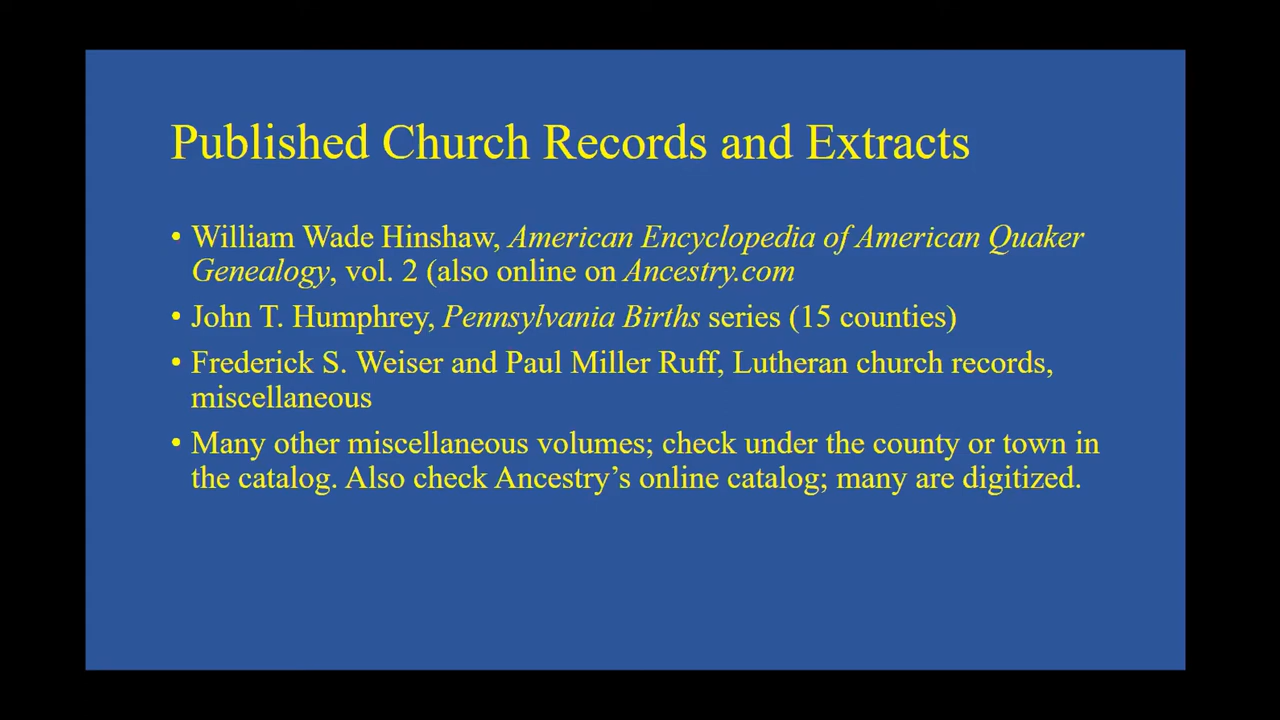 Published Church Records and Extracts
• William Wade Hinshaw, American Encyclopedia of American Quaker
Genealogy, vol. 2 (also online on Ancestry.com
• John T. Humphrey, Pennsylvania Births series (15 counties)
• Frederick S. Weiser and Paul Miller Ruff, Lutheran church records,
miscellaneous
• Many other miscellaneous volumes; check under the county or town in
the catalog. Also check Ancestry’s online catalog; many are digitized.